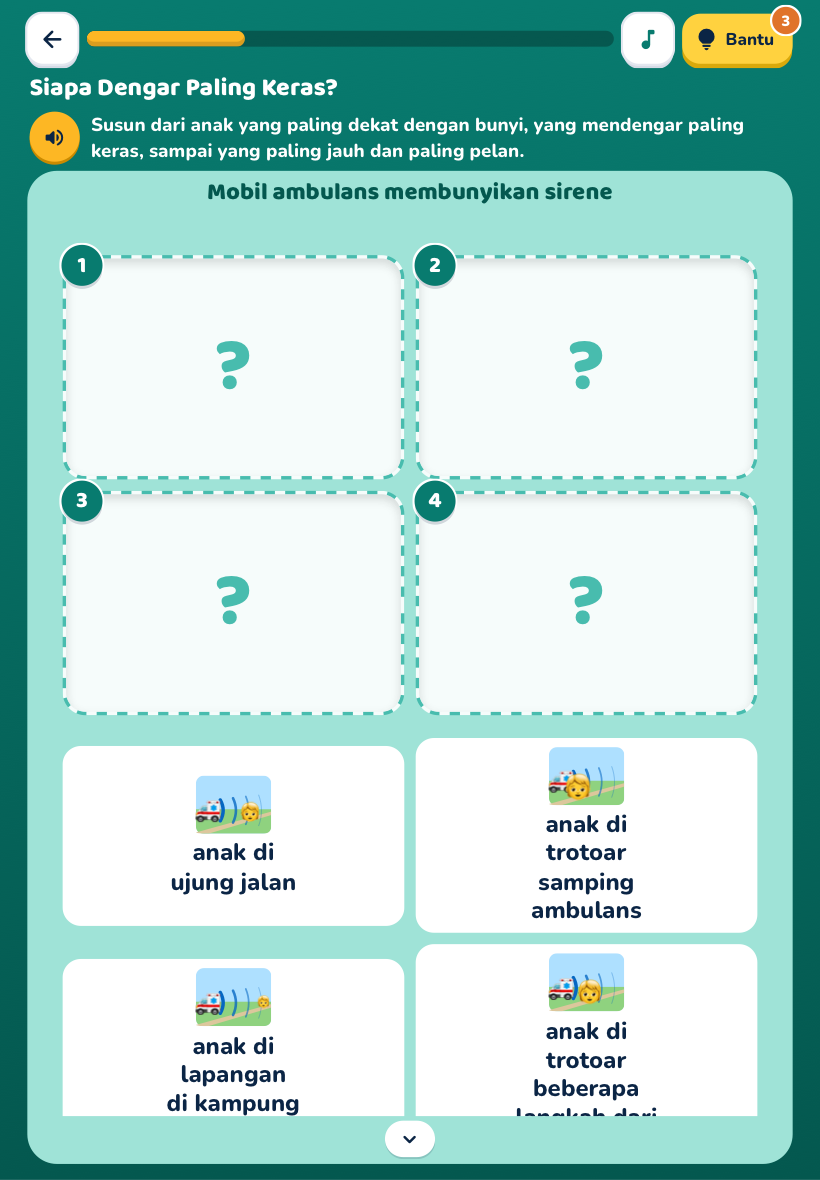 3
Bantu
Siapa Dengar Paling Keras?
Susun dari anak yang paling dekat dengan bunyi, yang mendengar paling
keras, sampai yang paling jauh dan paling pelan.
Mobil ambulans membunyikan sirene
1
2
?
?
3
4
?
?
anak di
ujung jalan
anak di
trotoar
samping
ambulans
anak di
lapangan
di kampung
anak di
trotoar
beberapa
langkah dari